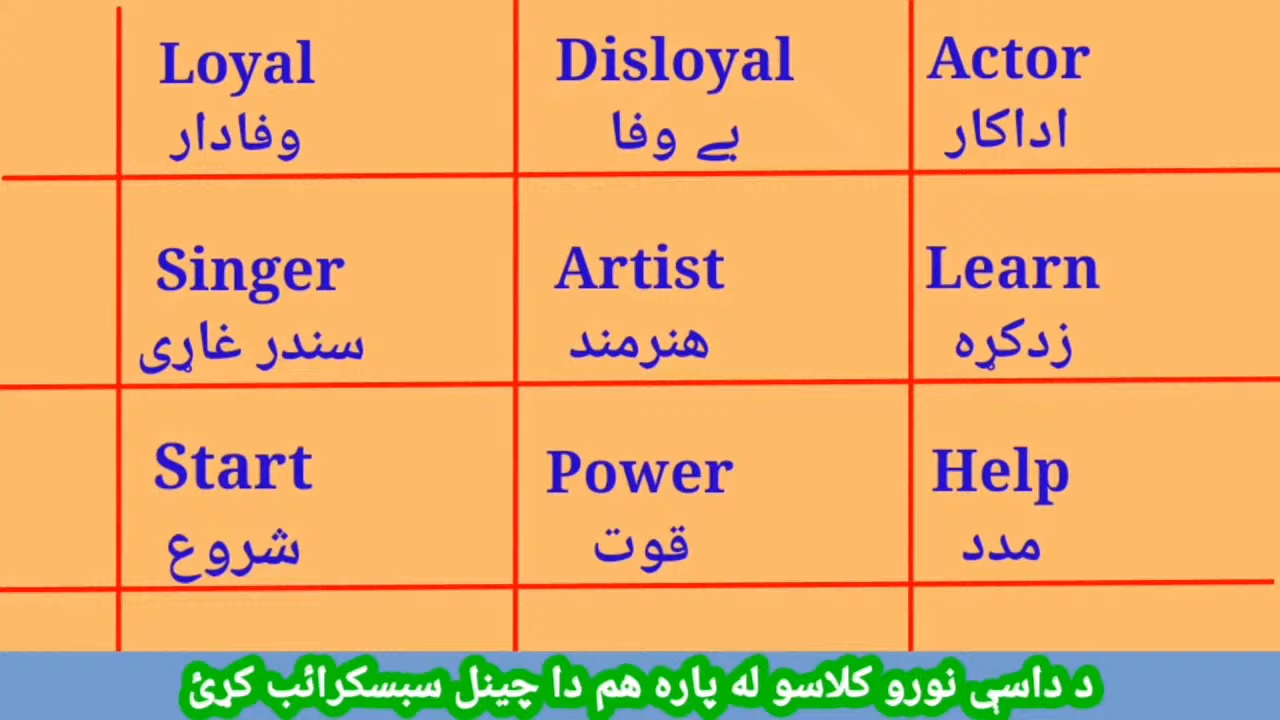 Loyal
وفادار
Disloyal
بے وفا
Actor
اداکار
Singer
سندر غاړی
Artist
هنرمند
Learn
زدکړه
Start
شروع
Power
قوت
Help
مدد
د داسې نورو کلاسو له پاره هم دا چینل سبسکرائب کړئ